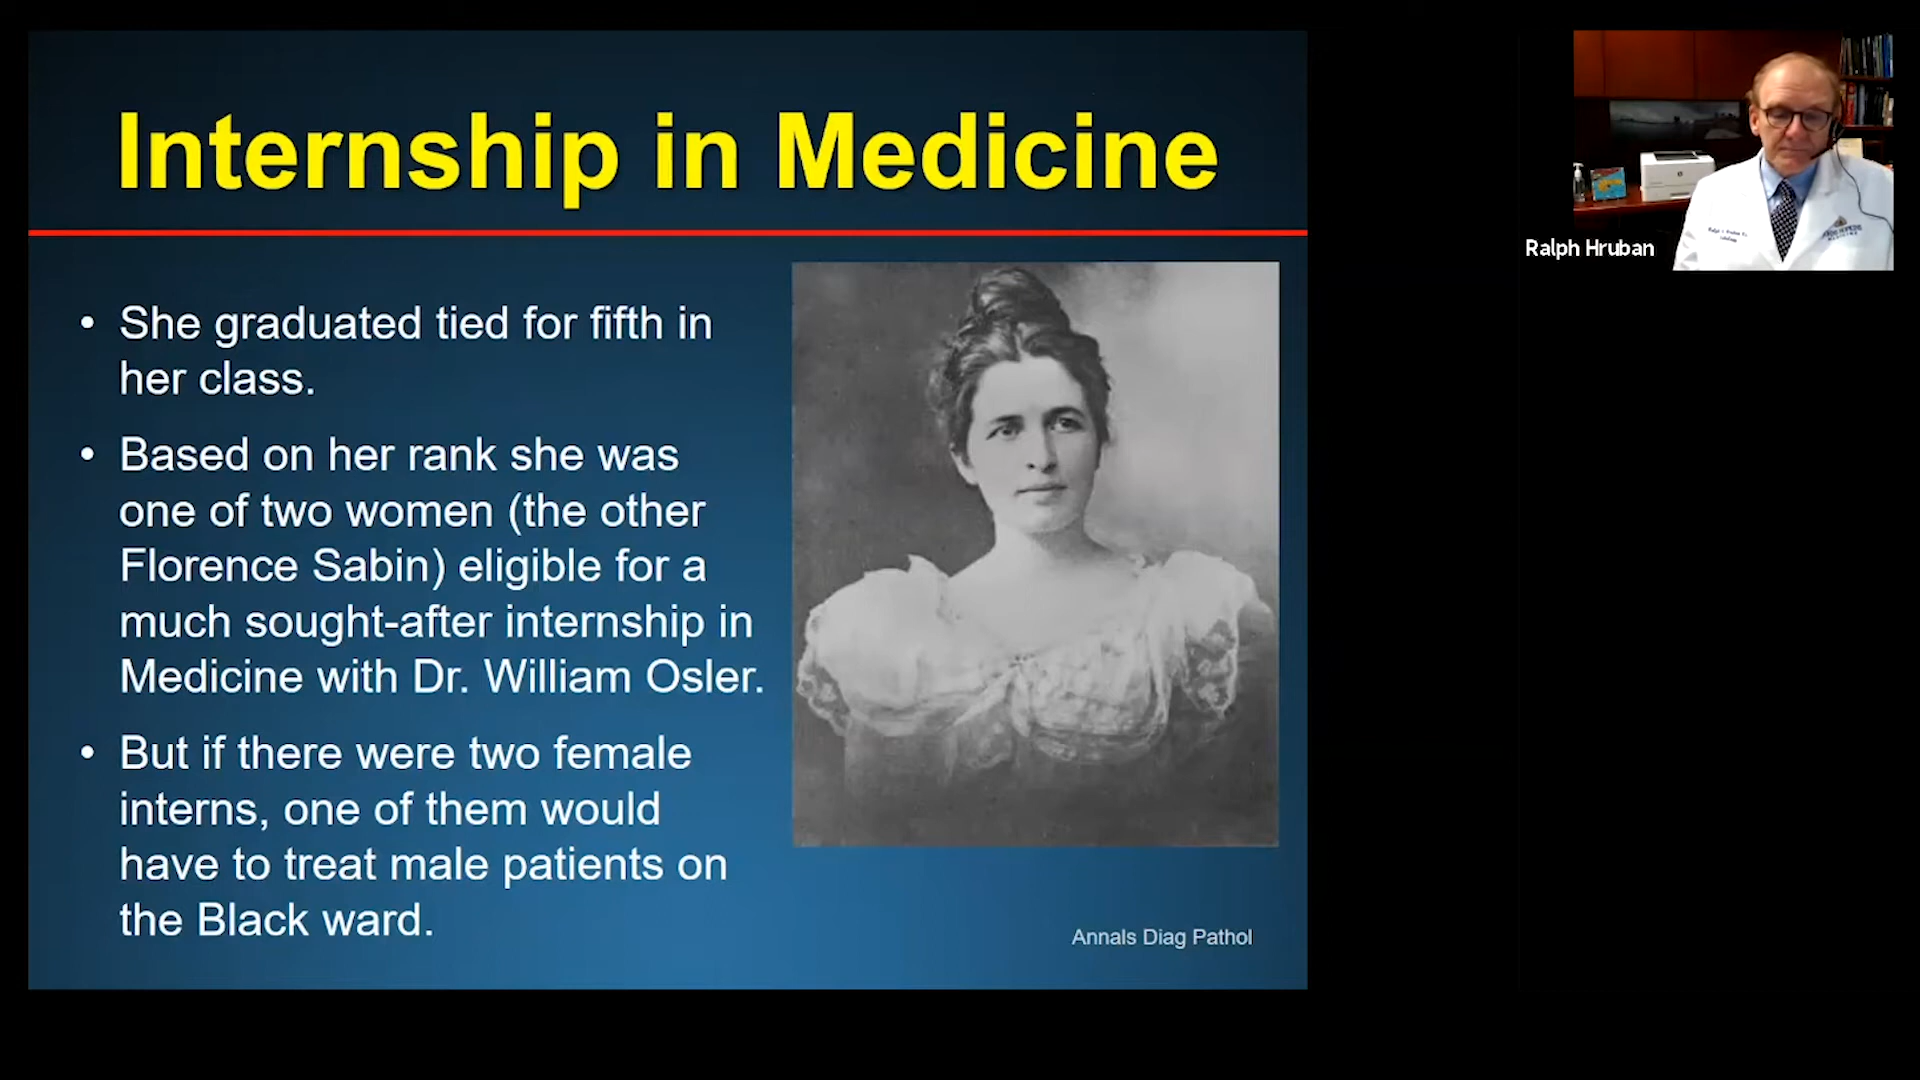 Internship in Medicine
• She graduated tied for fifth in
her class.
• Based on her rank she was
one of two women (the other
Florence Sabin) eligible for a
much sought-after internship in
Medicine with Dr. William Osler.
• But if there were two female
interns, one of them would
have to treat male patients on
the Black ward.
Annals Diag Pathol
Ralph Hruban